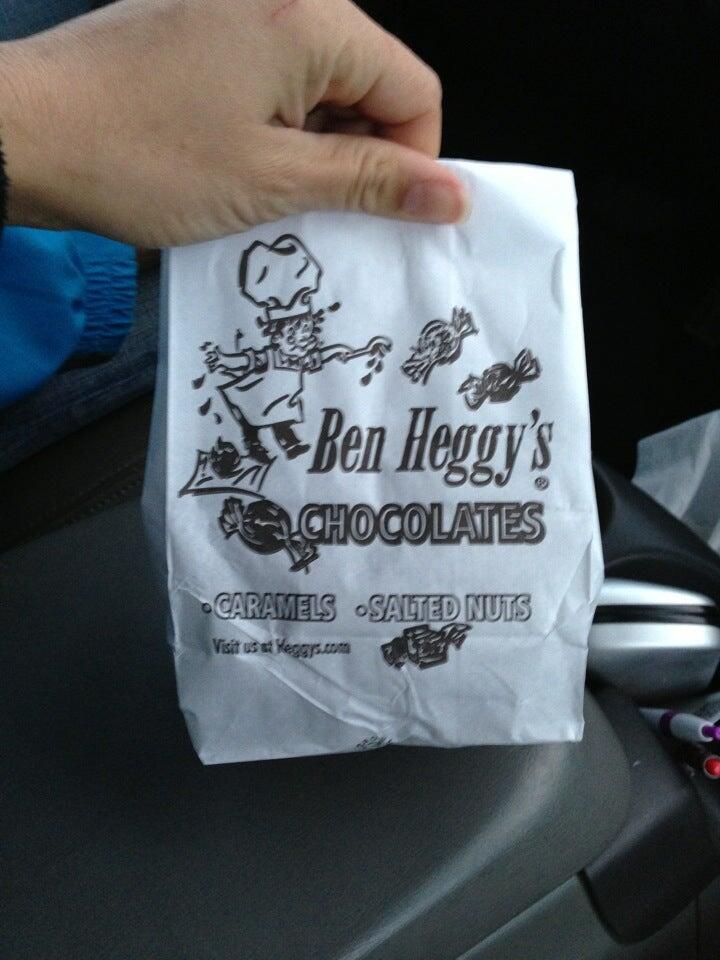 Ben Heggy's®
CHOCOLATES
• CARAMELS • SALTED NUTS
Visit us at Heggys.com